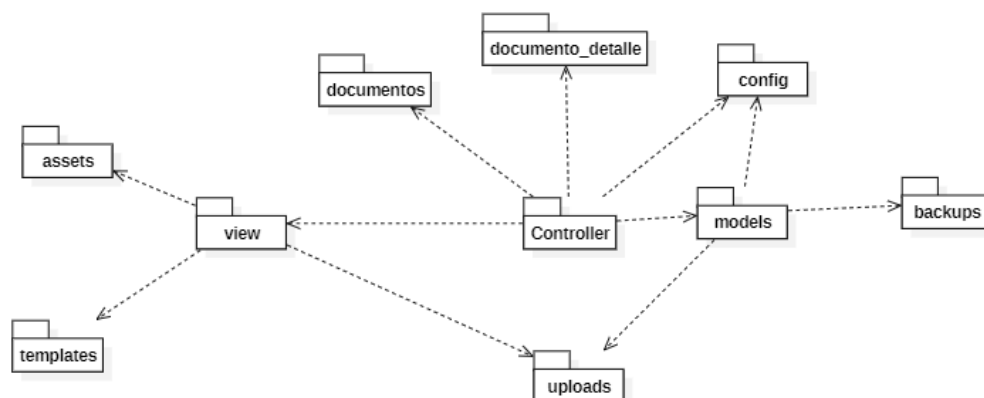 documento_detalle
documentos
config
assets
view
Controller
models
backups
templates
uploads